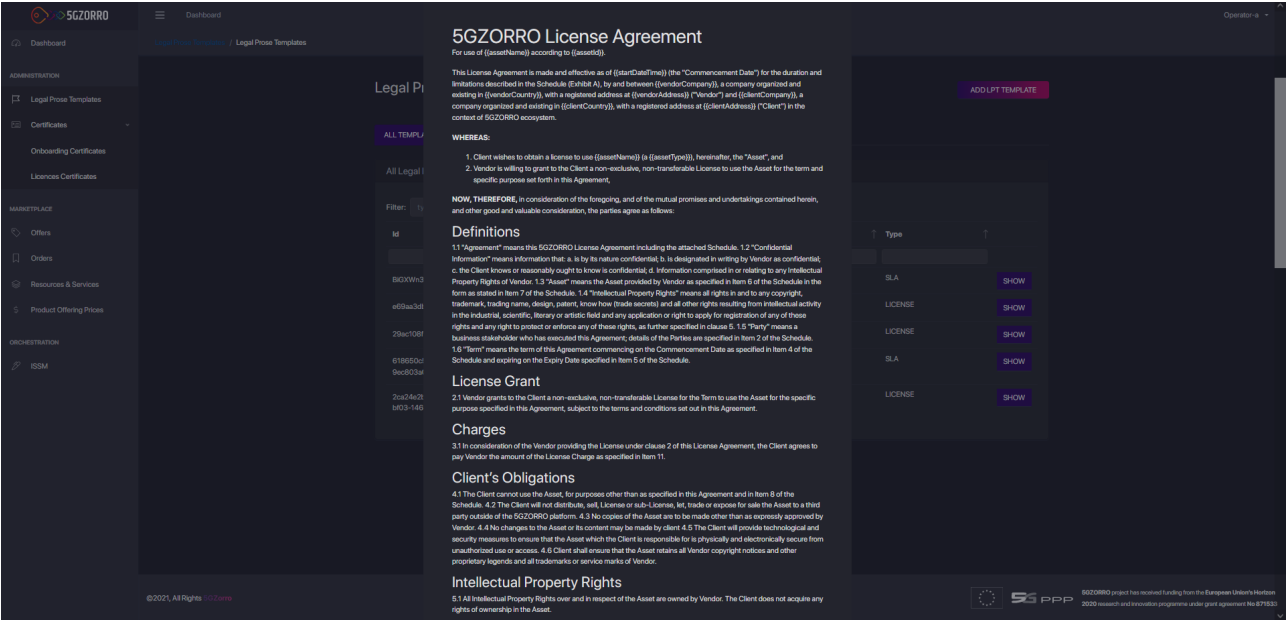 5GZORRO
Dashboard
Operator-a
Dashboard
/ Legal Prose Templates
ADMINISTRATION
Legal Prose Templates
Certificates
Onboarding Certificates
Licences Certificates
MARKETPLACE
Offers
Orders
Resources & Services
Product Offering Prices
ORCHESTRATION
ISSM
Legal Pr
ADD LPT TEMPLATE
ALL TEMPLA
All Legal
Filter:
Id
Type
BiGXWn3
SLA
SHOW
e69aa3d
LICENSE
SHOW
29ec108f
LICENSE
SHOW
618650c
9ec803a
SLA
SHOW
2ca24e2
bf03-146
LICENSE
SHOW
5GZORRO License Agreement
For use of {{assetName}} according to {{assetId}}.
This License Agreement is made and effective as of {{startDateTime}} (the "Commencement Date") for the duration and
limitations described in the Schedule (Exhibit A), by and between {{vendorCompany}}, a company organized and
existing in {{vendorCountry}}, with a registered address at {{vendorAddress}} ("Vendor") and {{clientCompany}}, a
company organized and existing in {{clientCountry}}, with a registered address at {{clientAddress}} ("Client") in the
context of 5GZORRO ecosystem.
WHEREAS:
1. Client wishes to obtain a license to use {{assetName}} (a {{assetType}}), hereinafter, the "Asset", and
2. Vendor is willing to grant to the Client a non-exclusive, non-transferable License to use the Asset for the term and
specific purpose set forth in this Agreement,
NOW, THEREFORE, in consideration of the foregoing, and of the mutual promises and undertakings contained herein,
and other good and valuable consideration, the parties agree as follows:
Definitions
1.1 "Agreement" means this 5GZORRO License Agreement including the attached Schedule. 1.2 "Confidential
Information" means information that: a. is by its nature confidential; b. is designated in writing by Vendor as confidential;
c. the Client knows or reasonably ought to know is confidential; d. Information comprised in or relating to any Intellectual
Property Rights of Vendor. 1.3 "Asset" means the Asset provided by Vendor as specified in Item 6 of the Schedule in the
form as stated in Item 7 of the Schedule. 1.4 "Intellectual Property Rights" means all rights in and to any copyright,
trademark, trading name, design, patent, know how (trade secrets) and all other rights resulting from intellectual activity
in the industrial, scientific, literary or artistic field and any application or right to apply for registration of any of these
rights and any right to protect or enforce any of these rights, as further specified in clause 5. 1.5 "Party" means a
business stakeholder who has executed this Agreement; details of the Parties are specified in Item 2 of the Schedule.
1.6 "Term" means the term of this Agreement commencing on the Commencement Date as specified in Item 4 of the
Schedule and expiring on the Expiry Date specified in Item 5 of the Schedule.
License Grant
2.1 Vendor grants to the Client a non-exclusive, non-transferable License for the Term to use the Asset for the specific
purpose specified in this Agreement, subject to the terms and conditions set out in this Agreement.
Charges
3.1 In consideration of the Vendor providing the License under clause 2 of this License Agreement, the Client agrees to
pay Vendor the amount of the License Charge as specified in Item 11.
Client's Obligations
4.1 The Client cannot use the Asset, for purposes other than as specified in this Agreement and in Item 8 of the
Schedule. 4.2 The Client will not distribute, sell, License or sub-License, let, trade or expose for sale the Asset to a third
party outside of the 5GZORRO platform. 4.3 No copies of the Asset are to be made other than as expressly approved by
Vendor. 4.4 No changes to the Asset or its content may be made by client 4.5 The Client will provide technological and
security measures to ensure that the Asset which the Client is responsible for is physically and electronically secure from
unauthorized use or access. 4.6 Client shall ensure that the Asset retains all Vendor copyright notices and other
proprietary legends and all trademarks or service marks of Vendor.
Intellectual Property Rights
5.1 All Intellectual Property Rights over and in respect of the Asset are owned by Vendor. The Client does not acquire any
rights of ownership in the Asset.
©2021, All Rights
5G PPP
5GZORRO project has received funding from the European Union's Horizon
2020 research and innovation programme under grant agreement No 87153